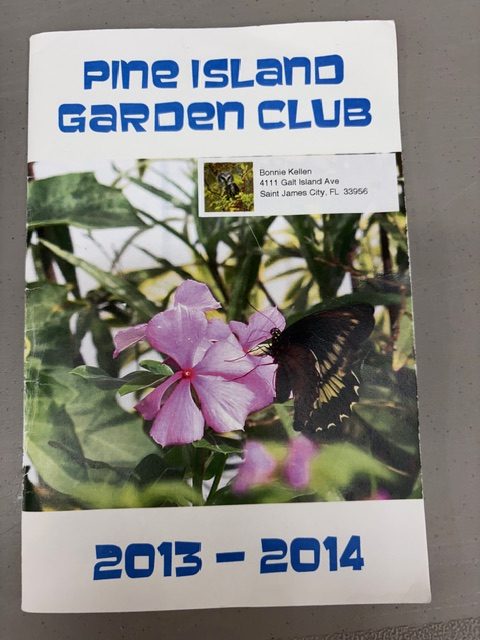 Pine Island
Garden Club
Bonnie Kellen
4111 Galt Island Ave
Saint James City, FL 33956
2013 - 2014